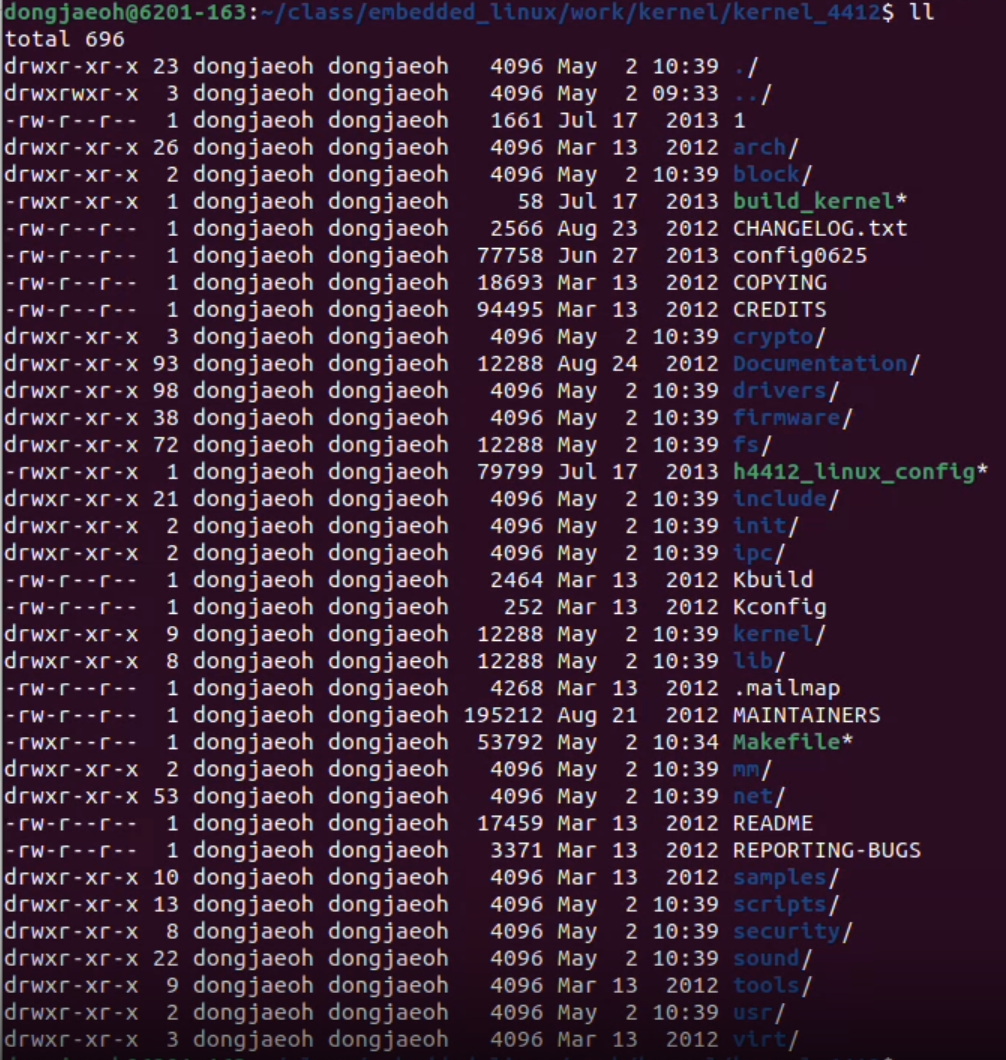 dongjaeoh@6201-163:~/class/embedded_linux/work/kernel/kernel_4412$ ll
total 696
drwxr-xr-x 23 dongjaeoh dongjaeoh   4096 May  2 10:39 ./
drwxrwxr-x  3 dongjaeoh dongjaeoh   4096 May  2 09:33 ../
-rw-r--r--  1 dongjaeoh dongjaeoh   1661 Jul 17  2013 1
drwxr-xr-x 26 dongjaeoh dongjaeoh   4096 Mar 13  2012 arch/
drwxr-xr-x  2 dongjaeoh dongjaeoh   4096 May  2 10:39 block/
-rwxr-xr-x  1 dongjaeoh dongjaeoh     58 Jul 17  2013 build_kernel*
-rw-r--r--  1 dongjaeoh dongjaeoh   2566 Aug 23  2012 CHANGELOG.txt
-rw-r--r--  1 dongjaeoh dongjaeoh  77758 Jun 27  2013 config0625
-rw-r--r--  1 dongjaeoh dongjaeoh  18693 Mar 13  2012 COPYING
-rw-r--r--  1 dongjaeoh dongjaeoh  94495 Mar 13  2012 CREDITS
drwxr-xr-x  3 dongjaeoh dongjaeoh   4096 May  2 10:39 crypto/
drwxr-xr-x 93 dongjaeoh dongjaeoh  12288 Aug 24  2012 Documentation/
drwxr-xr-x 98 dongjaeoh dongjaeoh   4096 May  2 10:39 drivers/
drwxr-xr-x 38 dongjaeoh dongjaeoh   4096 May  2 10:39 firmware/
drwxr-xr-x 72 dongjaeoh dongjaeoh  12288 May  2 10:39 fs/
-rwxr-xr-x  1 dongjaeoh dongjaeoh  79799 Jul 17  2013 h4412_linux_config*
drwxr-xr-x 21 dongjaeoh dongjaeoh   4096 May  2 10:39 include/
drwxr-xr-x  2 dongjaeoh dongjaeoh   4096 May  2 10:39 init/
drwxr-xr-x  2 dongjaeoh dongjaeoh   4096 May  2 10:39 ipc/
-rw-r--r--  1 dongjaeoh dongjaeoh   2464 Mar 13  2012 Kbuild
-rw-r--r--  1 dongjaeoh dongjaeoh    252 Mar 13  2012 Kconfig
drwxr-xr-x  9 dongjaeoh dongjaeoh  12288 May  2 10:39 kernel/
drwxr-xr-x  8 dongjaeoh dongjaeoh  12288 May  2 10:39 lib/
-rw-r--r--  1 dongjaeoh dongjaeoh   4268 Mar 13  2012 .mailmap
-rw-r--r--  1 dongjaeoh dongjaeoh 195212 Aug 21  2012 MAINTAINERS
-rwxr-xr-x  1 dongjaeoh dongjaeoh  53792 May  2 10:34 Makefile*
drwxr-xr-x  2 dongjaeoh dongjaeoh   4096 May  2 10:39 mm/
drwxr-xr-x 53 dongjaeoh dongjaeoh   4096 May  2 10:39 net/
-rw-r--r--  1 dongjaeoh dongjaeoh  17459 Mar 13  2012 README
-rw-r--r--  1 dongjaeoh dongjaeoh   3371 Mar 13  2012 REPORTING-BUGS
drwxr-xr-x 10 dongjaeoh dongjaeoh   4096 Mar 13  2012 samples/
drwxr-xr-x 13 dongjaeoh dongjaeoh   4096 May  2 10:39 scripts/
drwxr-xr-x  8 dongjaeoh dongjaeoh   4096 May  2 10:39 security/
drwxr-xr-x 22 dongjaeoh dongjaeoh   4096 May  2 10:39 sound/
drwxr-xr-x  9 dongjaeoh dongjaeoh   4096 Mar 13  2012 tools/
drwxr-xr-x  2 dongjaeoh dongjaeoh   4096 May  2 10:39 usr/
drwxr-xr-x  3 dongjaeoh dongjaeoh   4096 Mar 13  2012 virt/